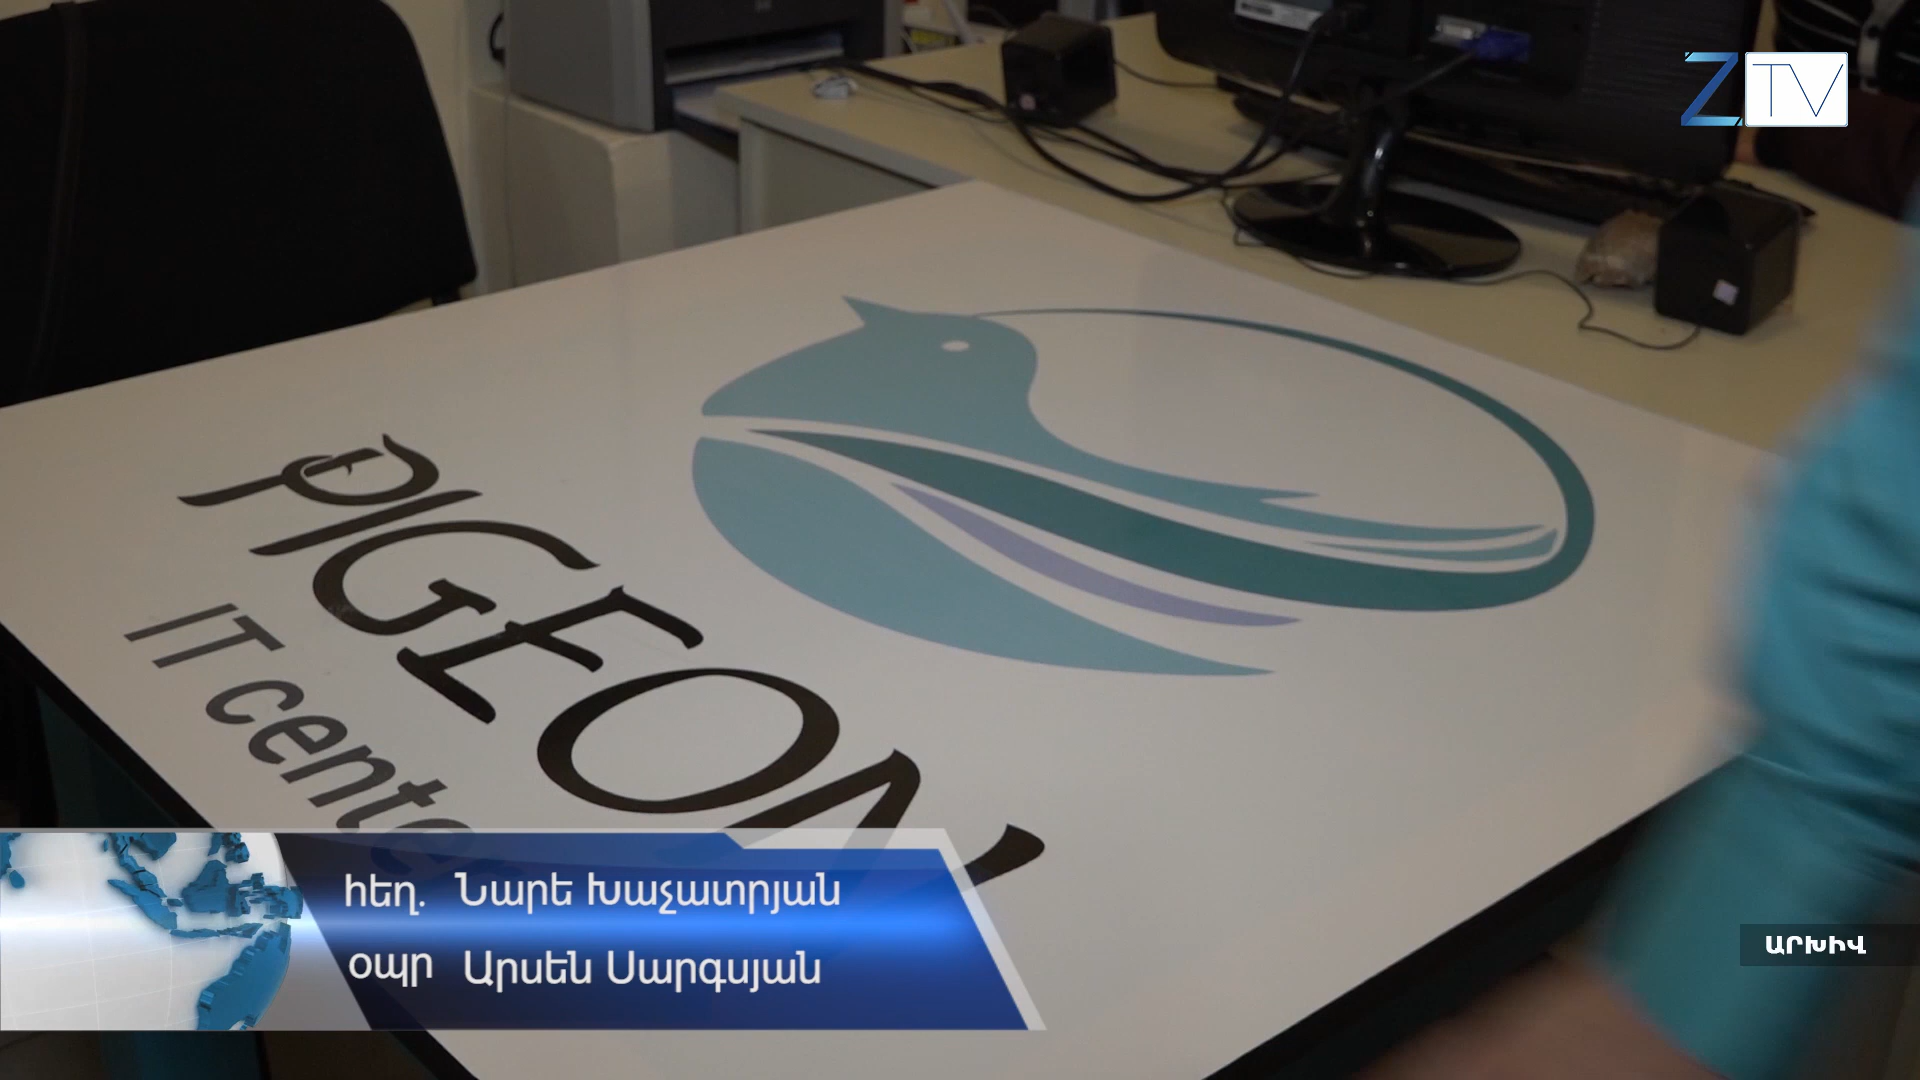 ZTV
PIGEON
IT cente
հեղ. Նարե Խաչատրյան
օպր Արսեն Սարգսյան
ԱՐԽԻՎ